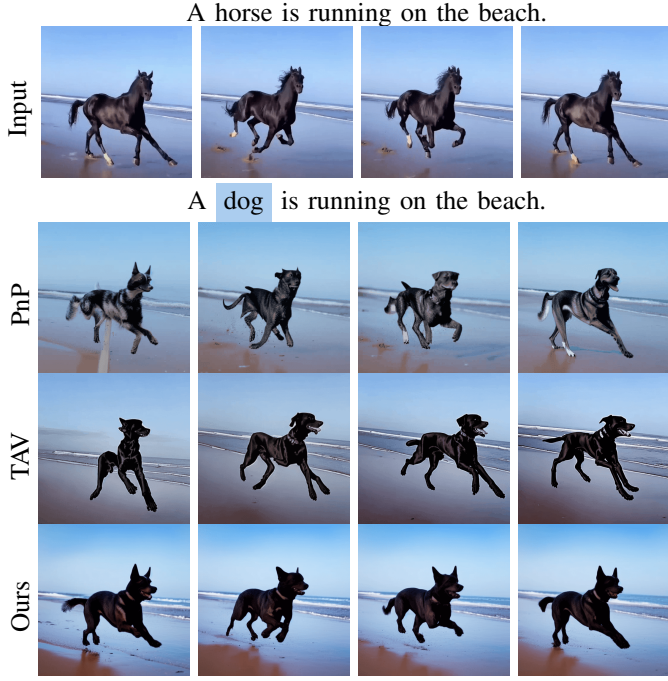 A horse is running on the beach.
Input
A dog is running on the beach.
PnP
TAV
Ours